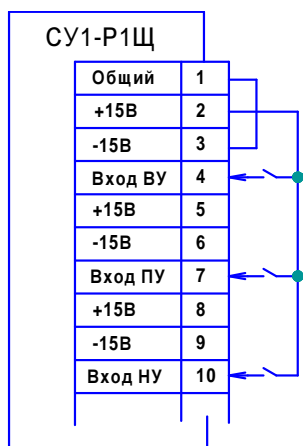 СУ1-Р1Щ
Общий 1
+15В 2
-15В 3
Вход ВУ 4
+15В 5
-15В 6
Вход ПУ 7
+15В 8
-15В 9
Вход НУ 10